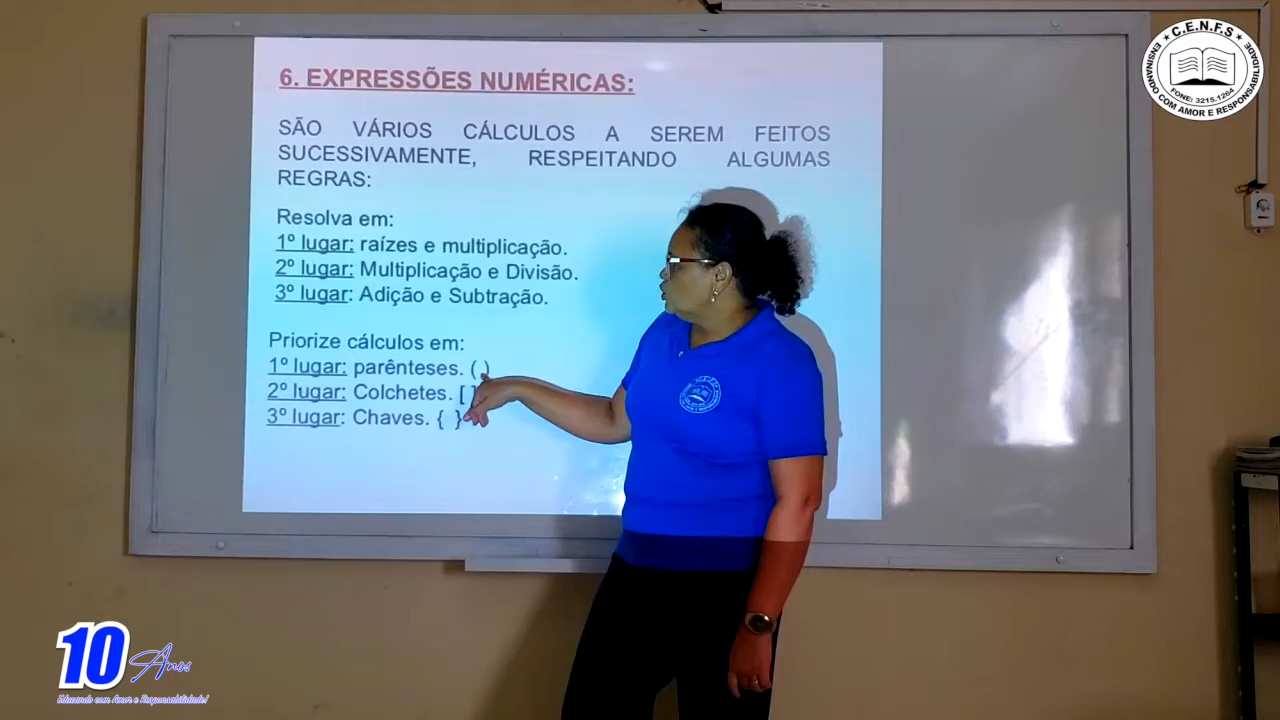 6. EXPRESSÕES NUMÉRICAS:
SÃO VÁRIOS CÁLCULOS A SEREM FEITOS
SUCESSIVAMENTE, RESPEITANDO ALGUMAS
REGRAS:
Resolva em:
1º lugar: raízes e multiplicação.
2º lugar: Multiplicação e Divisão.
3º lugar: Adição e Subtração.
Priorize cálculos em:
1º lugar: parênteses. ( )
2º lugar: Colchetes. [ ]
3º lugar: Chaves. { }
★ C.E.N.F.S ★
ENSINANDO COM AMOR E RESPONSABILIDADE
FONE: 3215.1264
10 Anos
Educando com Amor e Responsabilidade!